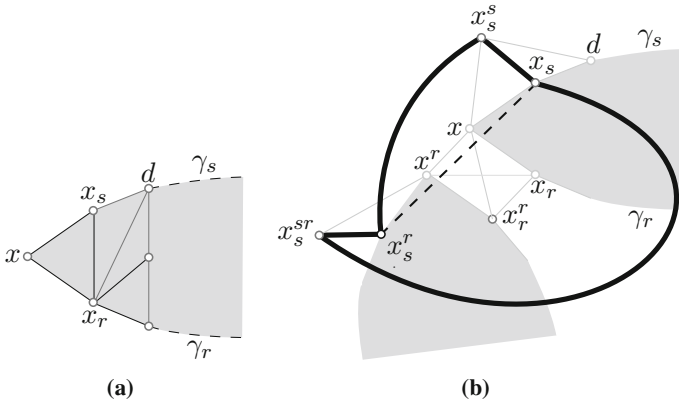 x_s^s
γ_s
d
x_s
x
x^r
x_r
x_r^r
γ_r
x_s^{sr}
x_s^r
d
γ_s
x_s
x
x_r
γ_r
(a)
(b)